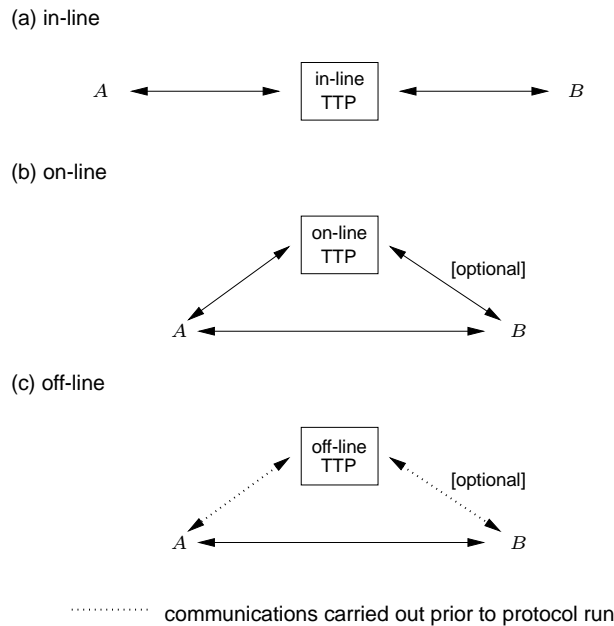 (a) in-line
A
in-line
TTP
B
(b) on-line
on-line
TTP
[optional]
A
B
(c) off-line
off-line
TTP
[optional]
A
B
communications carried out prior to protocol run